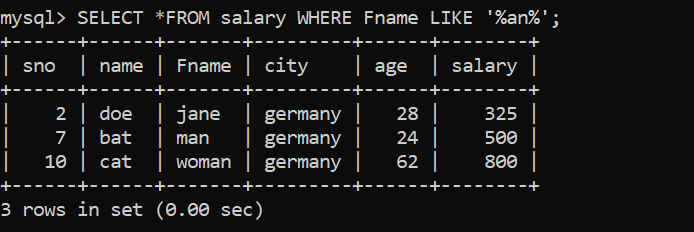 mysql> SELECT *FROM salary WHERE Fname LIKE '%an%';
+------+------+-------+---------+------+--------+
| sno  | name | Fname | city    | age  | salary |
+------+------+-------+---------+------+--------+
|    2 | doe  | jane  | germany |   28 |    325 |
|    7 | bat  | man   | germany |   24 |    500 |
|   10 | cat  | woman | germany |   62 |    800 |
+------+------+-------+---------+------+--------+
3 rows in set (0.00 sec)